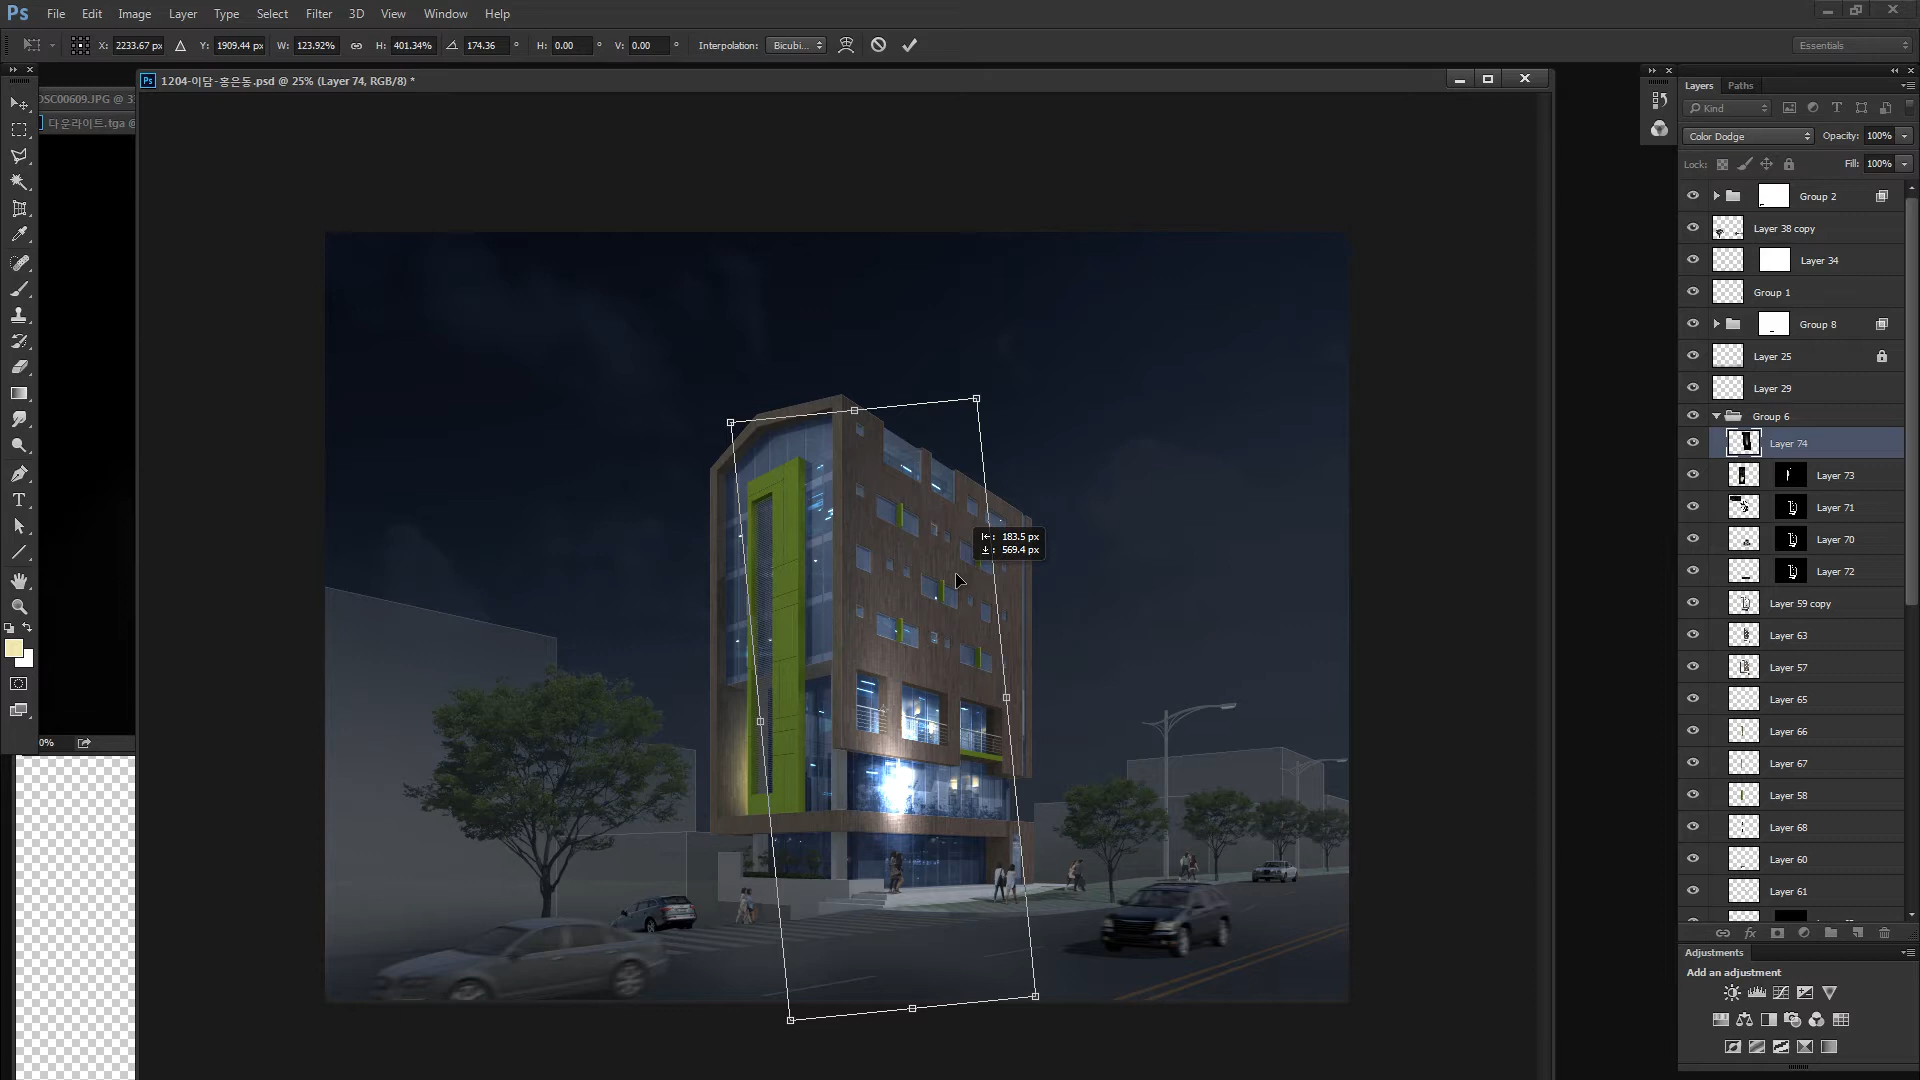 Ps File Edit Image Layer Type Select Filter 3D View Window Help
X: 2233.67 px Y: 1909.44 px W: 123.92% H: 401.34% 174.36 ° H: 0.00 ° V: 0.00 ° Interpolation: Bicubi... Essentials
Layers Paths
Ps 1204-이담-홍은동.psd @ 25% (Layer 74, RGB/8) *
DSC00609.JPG @ 3
다운라이트.tga @
Kind
Color Dodge Opacity: 100%
Lock: Fill: 100%
Group 2
Layer 38 copy
Layer 34
Group 1
Group 8
Layer 25
Layer 29
Group 6
Layer 74
Layer 73
Layer 71
Layer 70
Layer 72
Layer 59 copy
Layer 63
Layer 57
Layer 65
Layer 66
Layer 67
Layer 58
Layer 68
Layer 60
Layer 61
183.5 px
569.4 px
0%
Adjustments
Add an adjustment